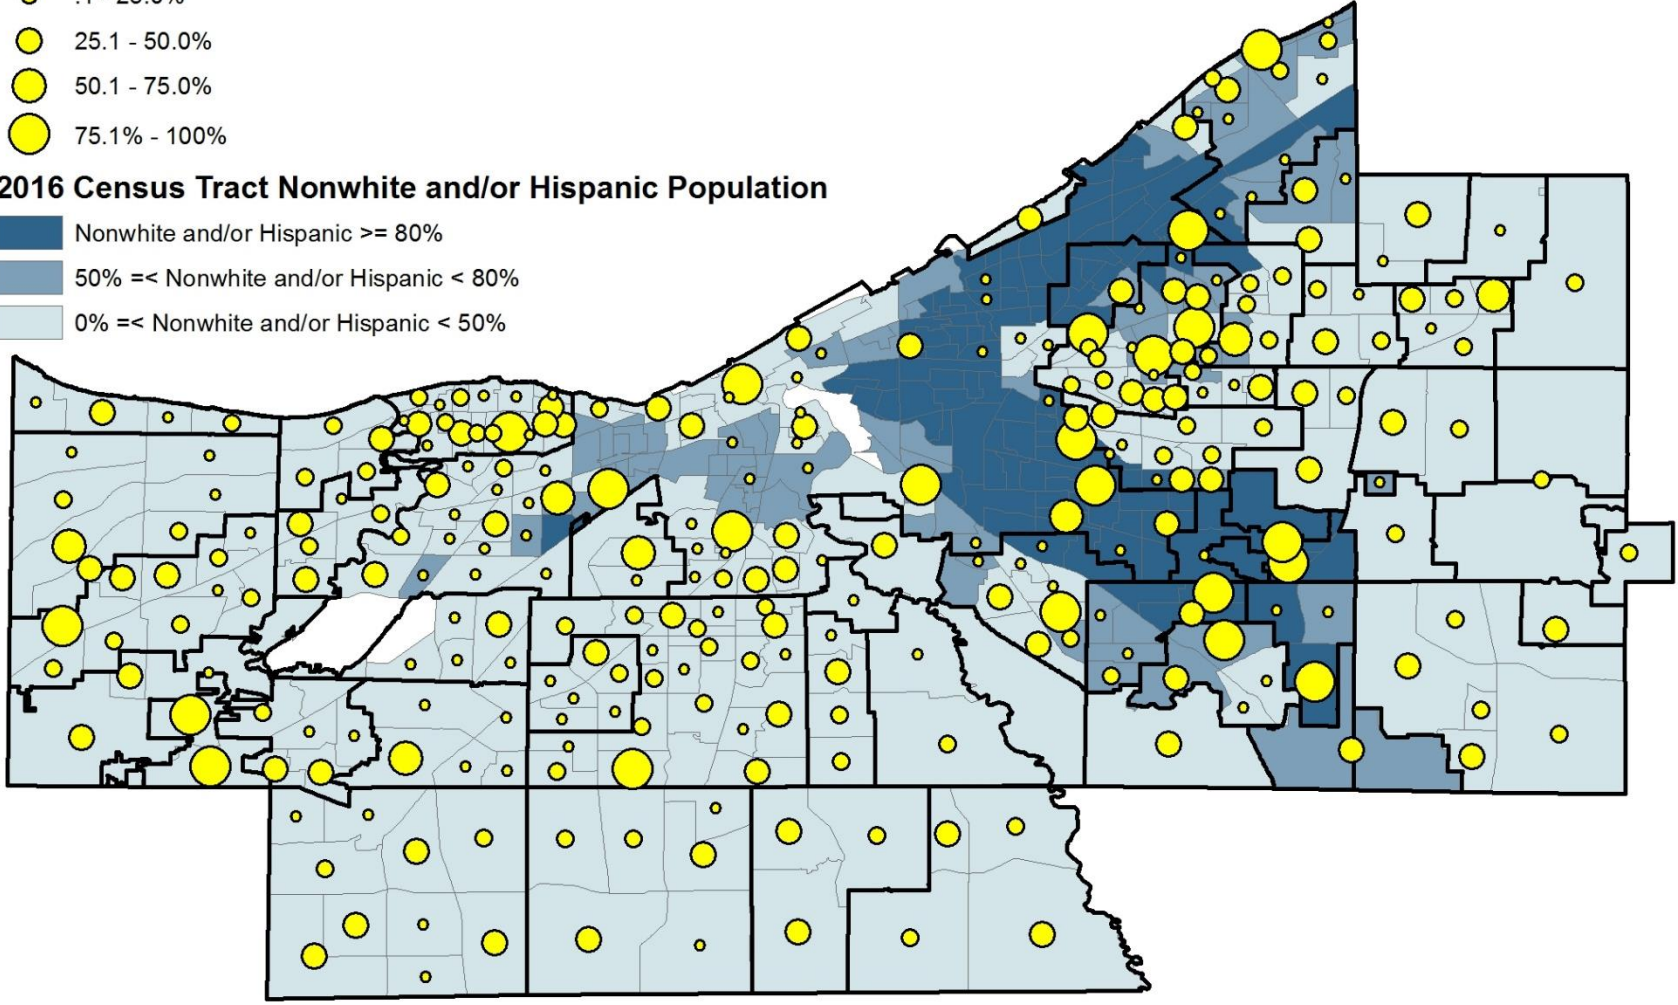 25.1 - 50.0%
50.1 - 75.0%
75.1% - 100%
2016 Census Tract Nonwhite and/or Hispanic Population
Nonwhite and/or Hispanic >= 80%
50% =< Nonwhite and/or Hispanic < 80%
0% =< Nonwhite and/or Hispanic < 50%